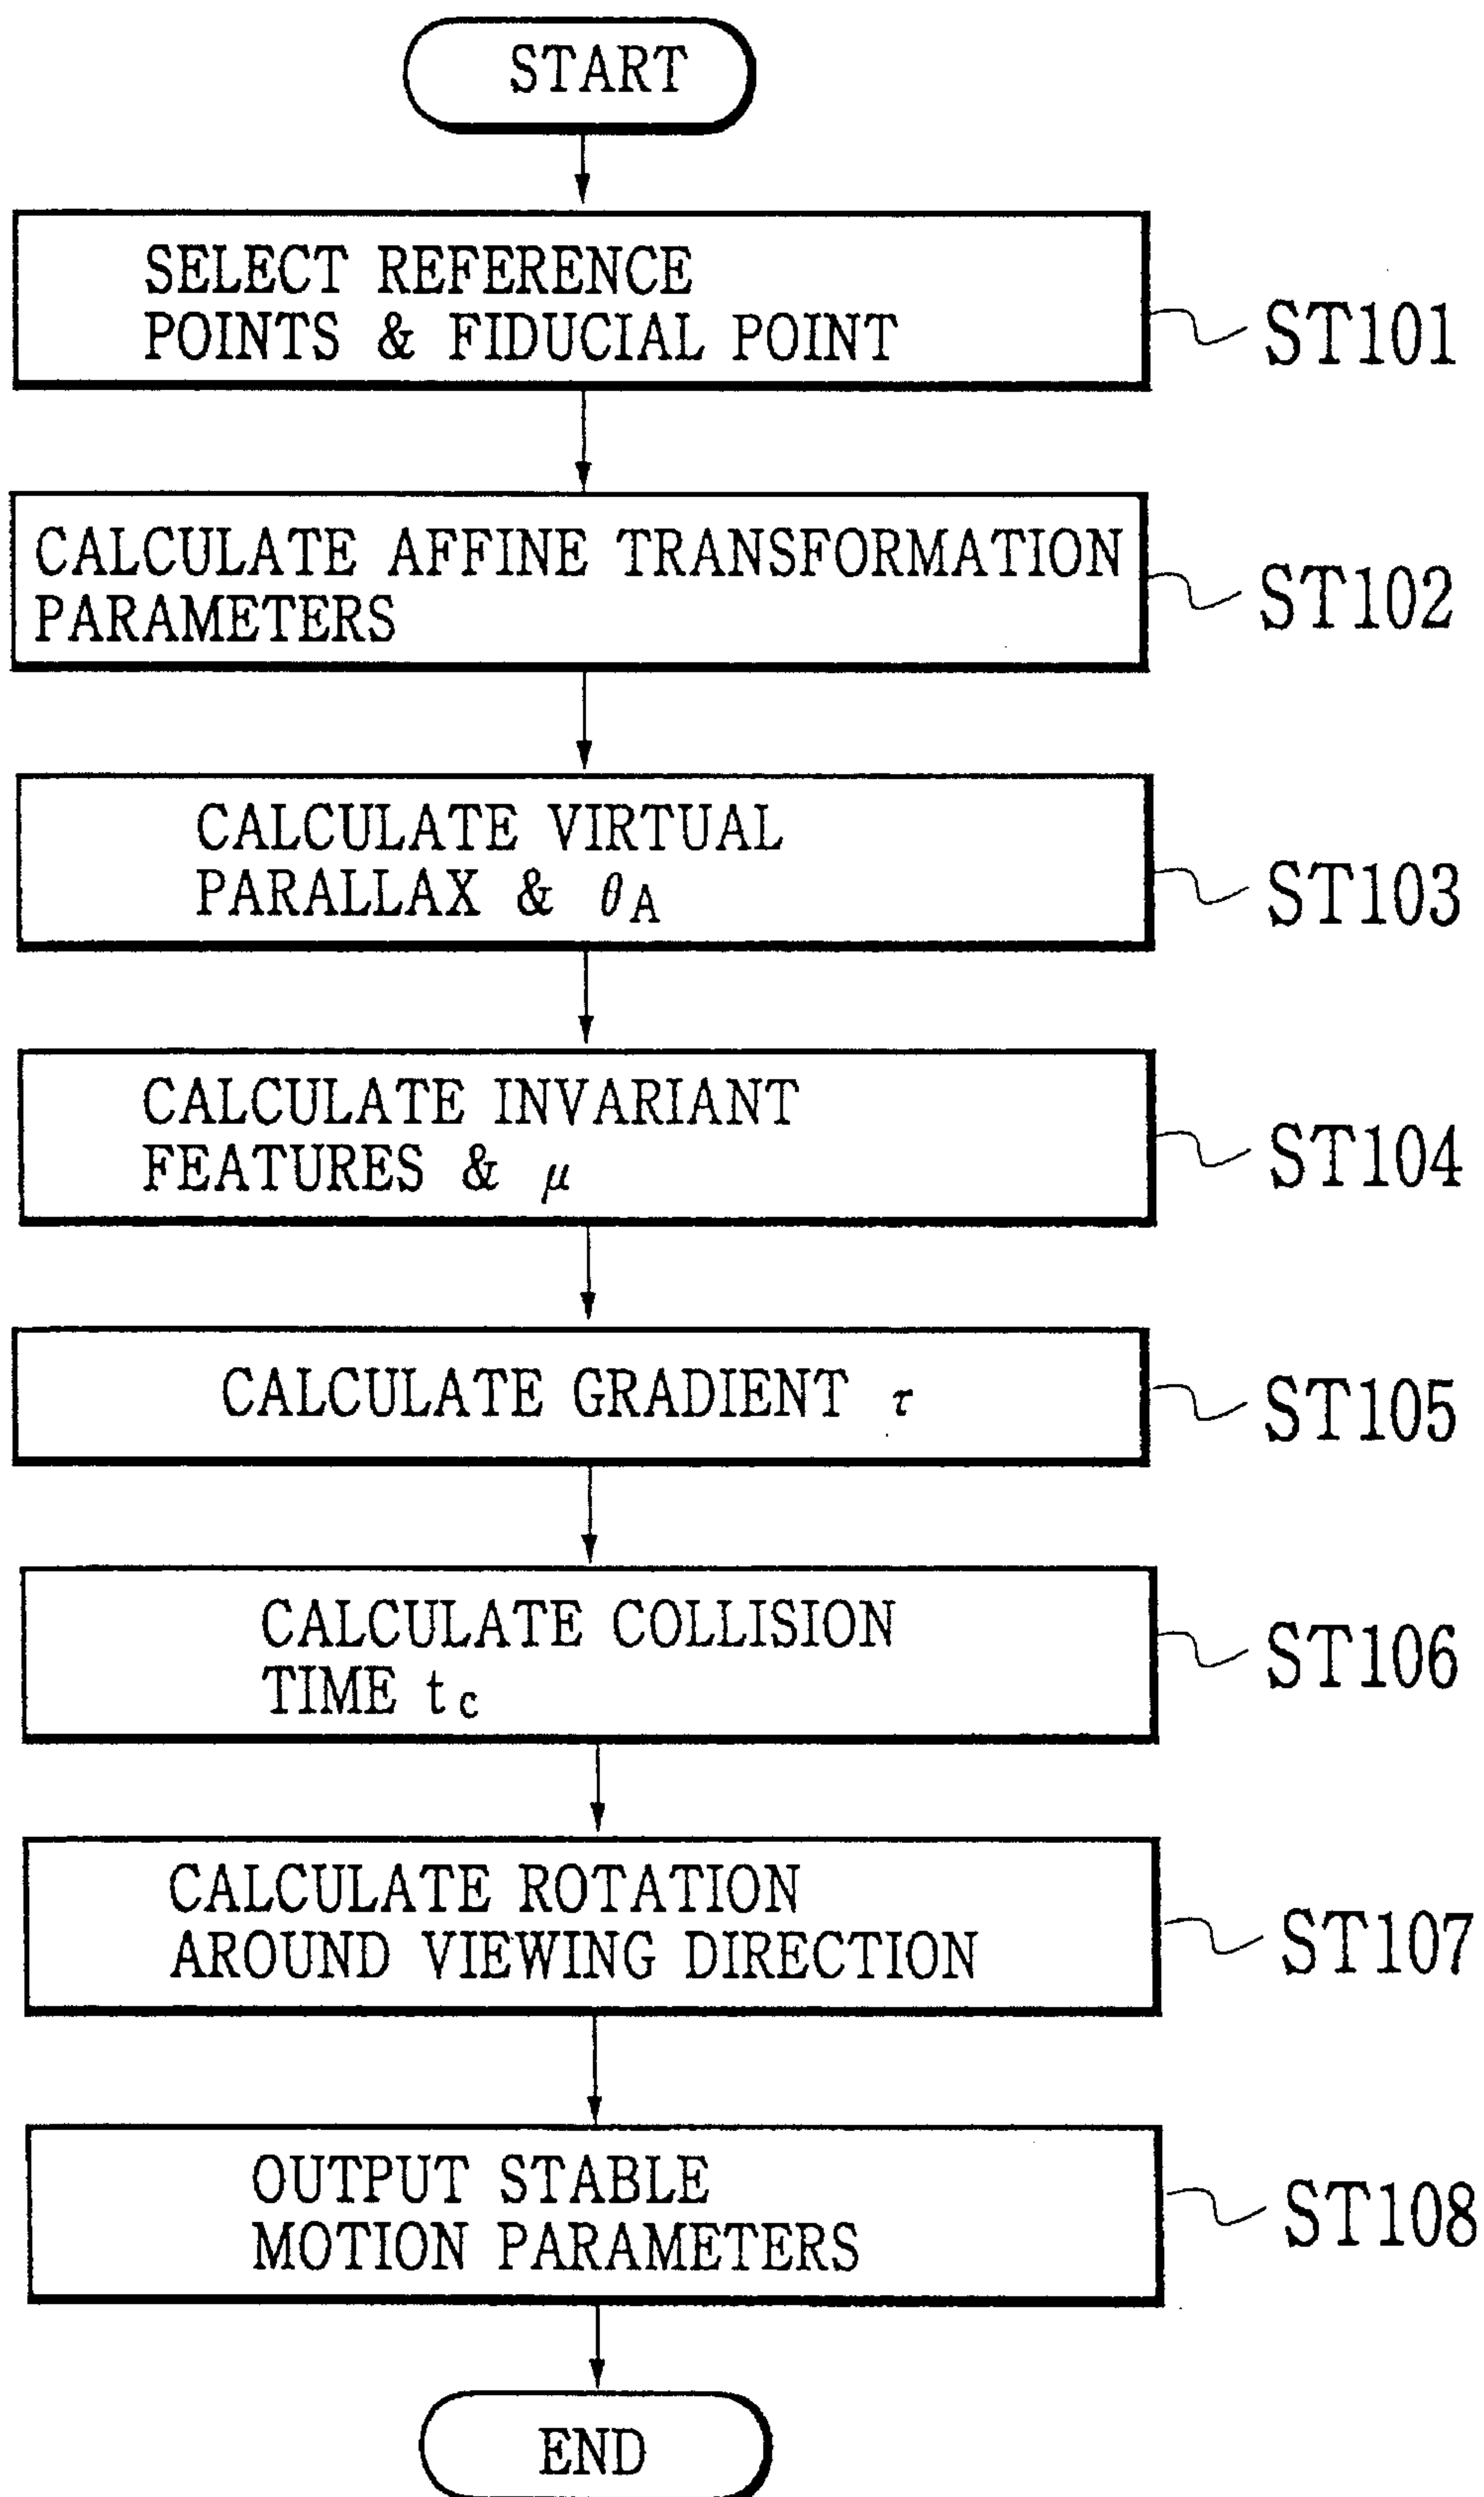 START
SELECT REFERENCE
POINTS & FIDUCIAL POINT
ST101
CALCULATE AFFINE TRANSFORMATION
PARAMETERS
ST102
CALCULATE VIRTUAL
PARALLAX & θA
ST103
CALCULATE INVARIANT
FEATURES & μ
ST104
CALCULATE GRADIENT τ
ST105
CALCULATE COLLISION
TIME tc
ST106
CALCULATE ROTATION
AROUND VIEWING DIRECTION
ST107
OUTPUT STABLE
MOTION PARAMETERS
ST108
END